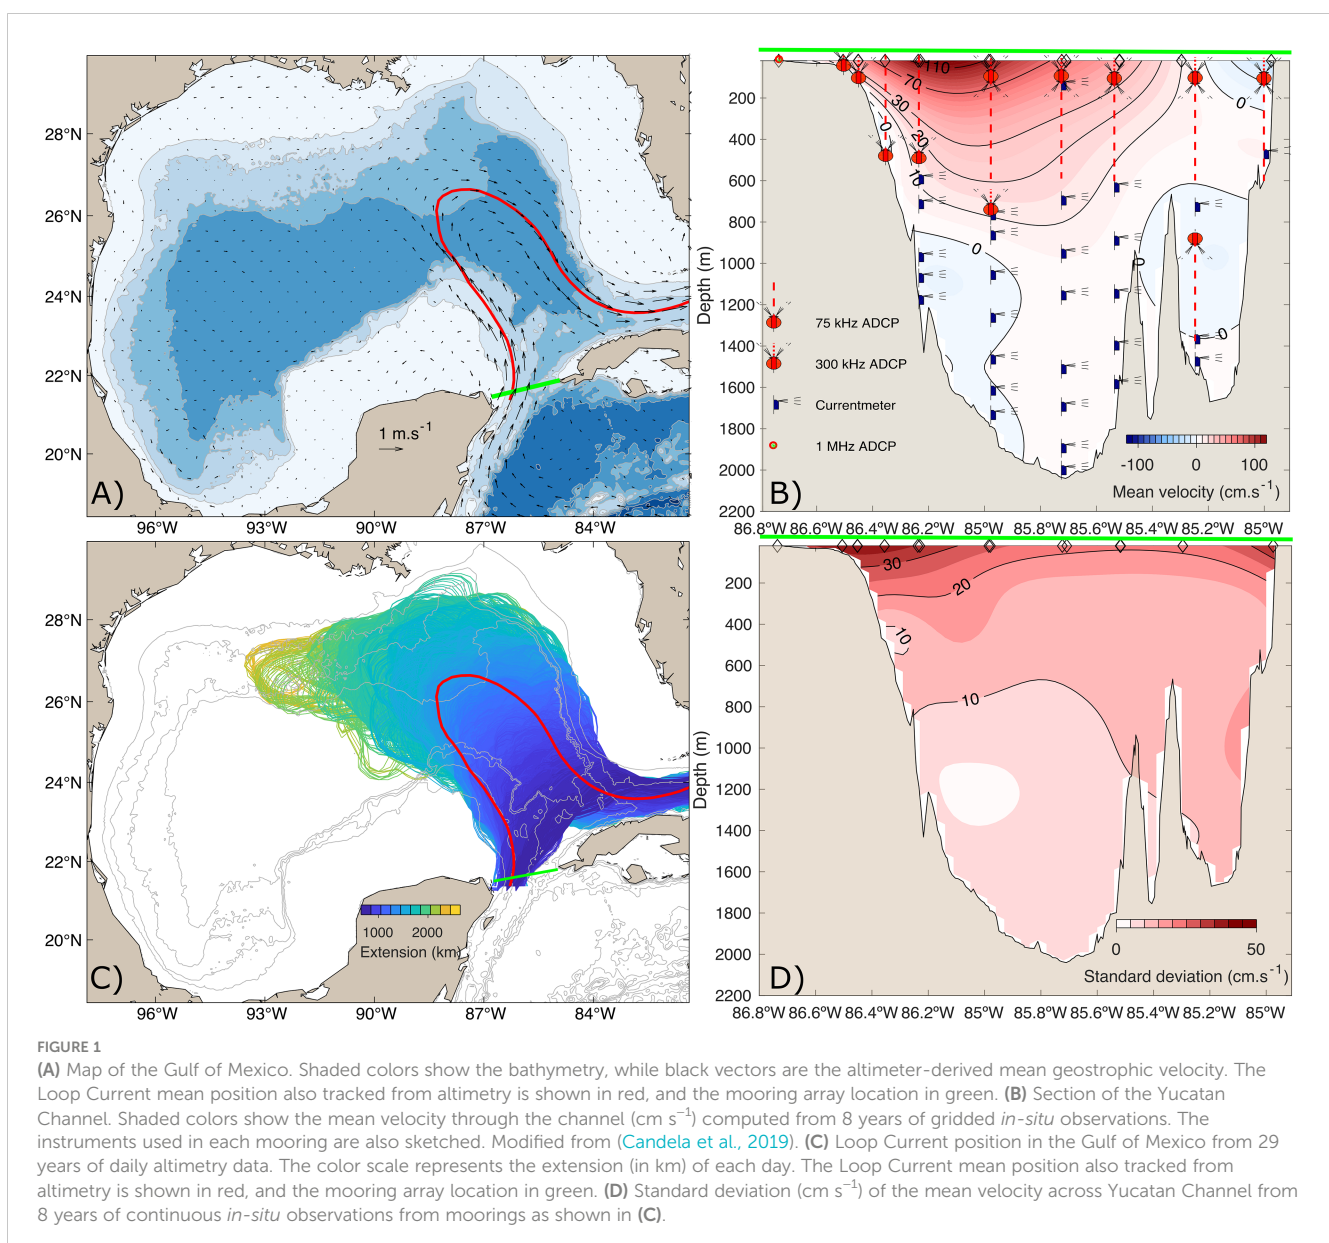 28°N
26°N
24°N
22°N
20°N
1 m.s-1
A)
96°W
93°W
90°W
87°W
84°W
200
400
600
800
1000
1200
1400
1600
1800
2000
2200
Depth (m)
110
70
30
20
10
0
0
0
0
0
75 kHz ADCP
300 kHz ADCP
Currentmeter
1 MHz ADCP
-100
0
100
Mean velocity (cm.s-1)
B)
86.8°W
86.6°W
86.4°W
86.2°W
85°W
85.8°W
85.6°W
85.4°W
85.2°W
85°W
28°N
26°N
24°N
22°N
20°N
1000
2000
Extension (km)
C)
96°W
93°W
90°W
87°W
84°W
200
400
600
800
1000
1200
1400
1600
1800
2000
2200
Depth (m)
30
20
10
10
0
50
Standard deviation (cm.s-1)
D)
86.8°W
86.6°W
86.4°W
86.2°W
85°W
85.8°W
85.6°W
85.4°W
85.2°W
85°W
FIGURE 1
(A) Map of the Gulf of Mexico. Shaded colors show the bathymetry, while black vectors are the altimeter-derived mean geostrophic velocity. The
Loop Current mean position also tracked from altimetry is shown in red, and the mooring array location in green. (B) Section of the Yucatan
Channel. Shaded colors show the mean velocity through the channel (cm s−1) computed from 8 years of gridded in-situ observations. The
instruments used in each mooring are also sketched. Modified from (Candela et al., 2019). (C) Loop Current position in the Gulf of Mexico from 29
years of daily altimetry data. The color scale represents the extension (in km) of each day. The Loop Current mean position also tracked from
altimetry is shown in red, and the mooring array location in green. (D) Standard deviation (cm s−1) of the mean velocity across Yucatan Channel from
8 years of continuous in-situ observations from moorings as shown in (C).